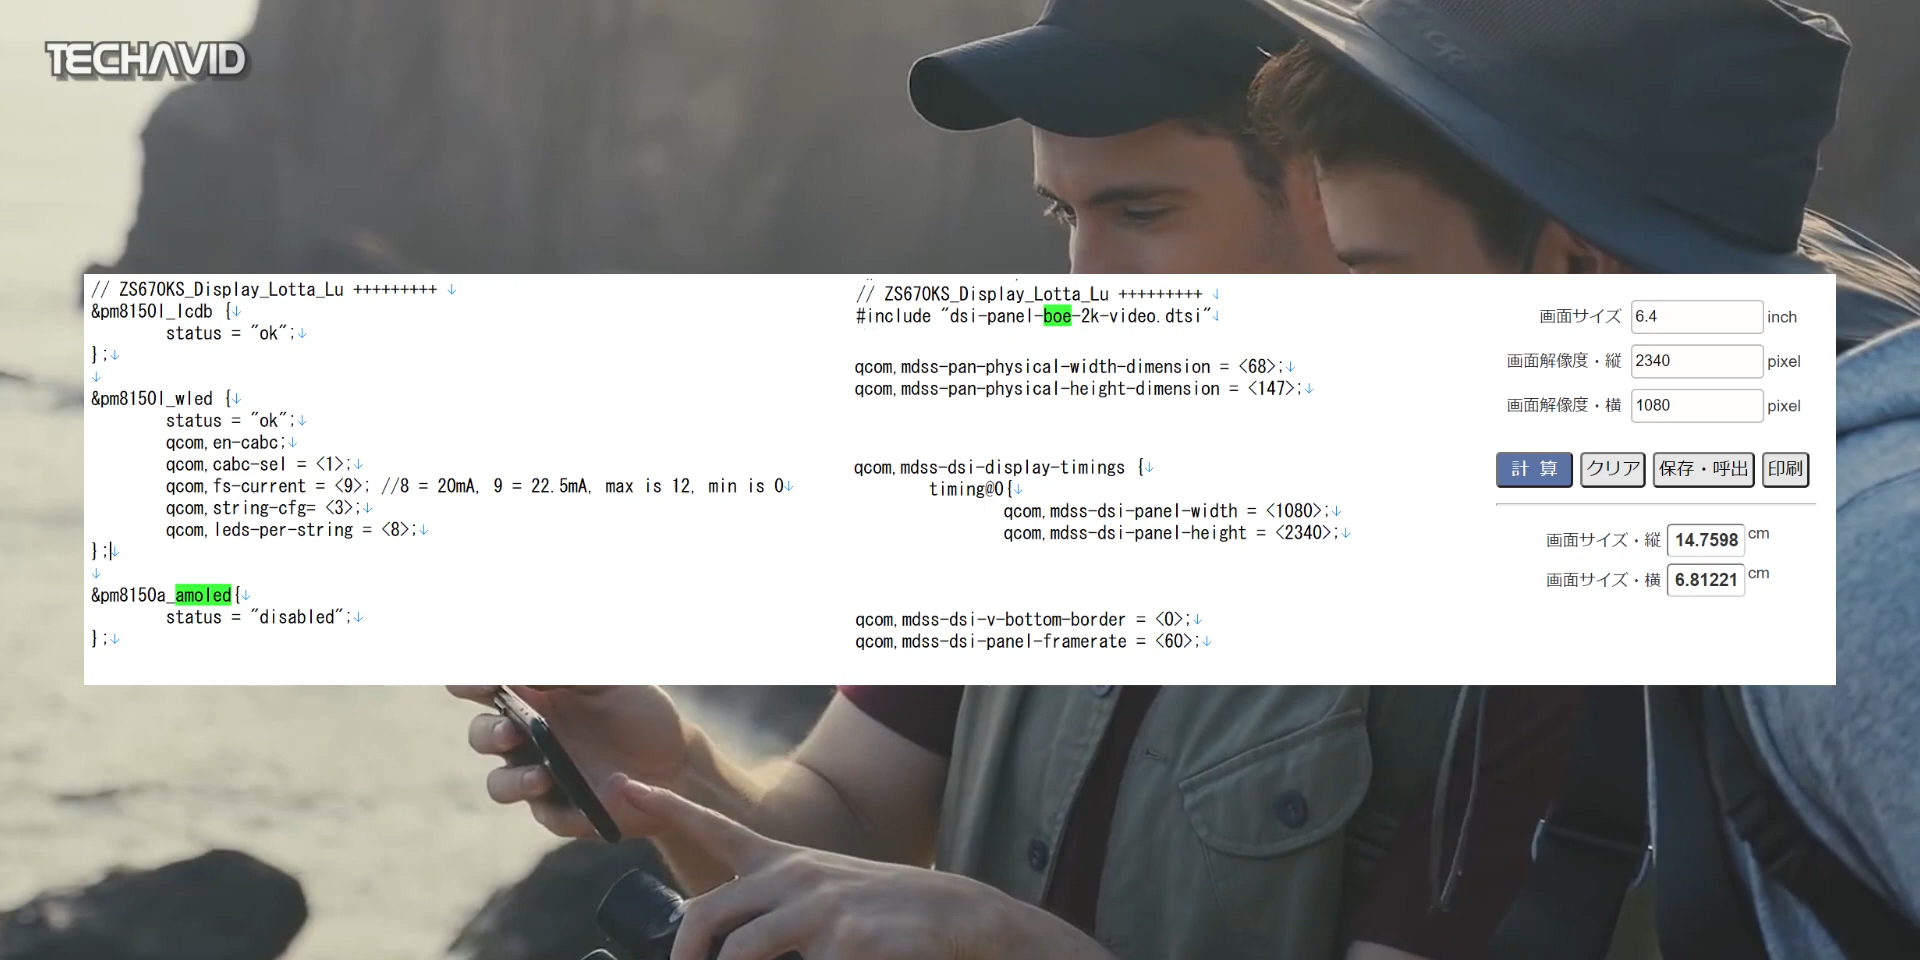 TECHAVID
// ZS670KS_Display_Lotta_Lu +++++++++ ↓
&pm8150l_lcdb {↓
status = "ok";↓
};↓
↓
&pm8150l_wled {↓
status = "ok";↓
qcom,en-cabc;↓
qcom,cabc-sel = <1>;↓
qcom,fs-current = <9>; //8 = 20mA, 9 = 22.5mA, max is 12, min is 0↓
qcom,string-cfg= <3>;↓
qcom,leds-per-string = <8>;↓
};↓
↓
&pm8150a_amoled{↓
status = "disabled";↓
};↓
// ZS670KS_Display_Lotta_Lu +++++++++ ↓
#include "dsi-panel-boe-2k-video.dtsi"↓
qcom,mdss-pan-physical-width-dimension = <68>;↓
qcom,mdss-pan-physical-height-dimension = <147>;↓
qcom,mdss-dsi-display-timings {↓
timing@0{↓
qcom,mdss-dsi-panel-width = <1080>;↓
qcom,mdss-dsi-panel-height = <2340>;↓
qcom,mdss-dsi-v-bottom-border = <0>;↓
qcom,mdss-dsi-panel-framerate = <60>;↓
画面サイズ 6.4 inch
画面解像度・縦 2340 pixel
画面解像度・横 1080 pixel
計 算 クリア 保存・呼出 印刷
画面サイズ・縦 14.7598 cm
画面サイズ・横 6.81221 cm